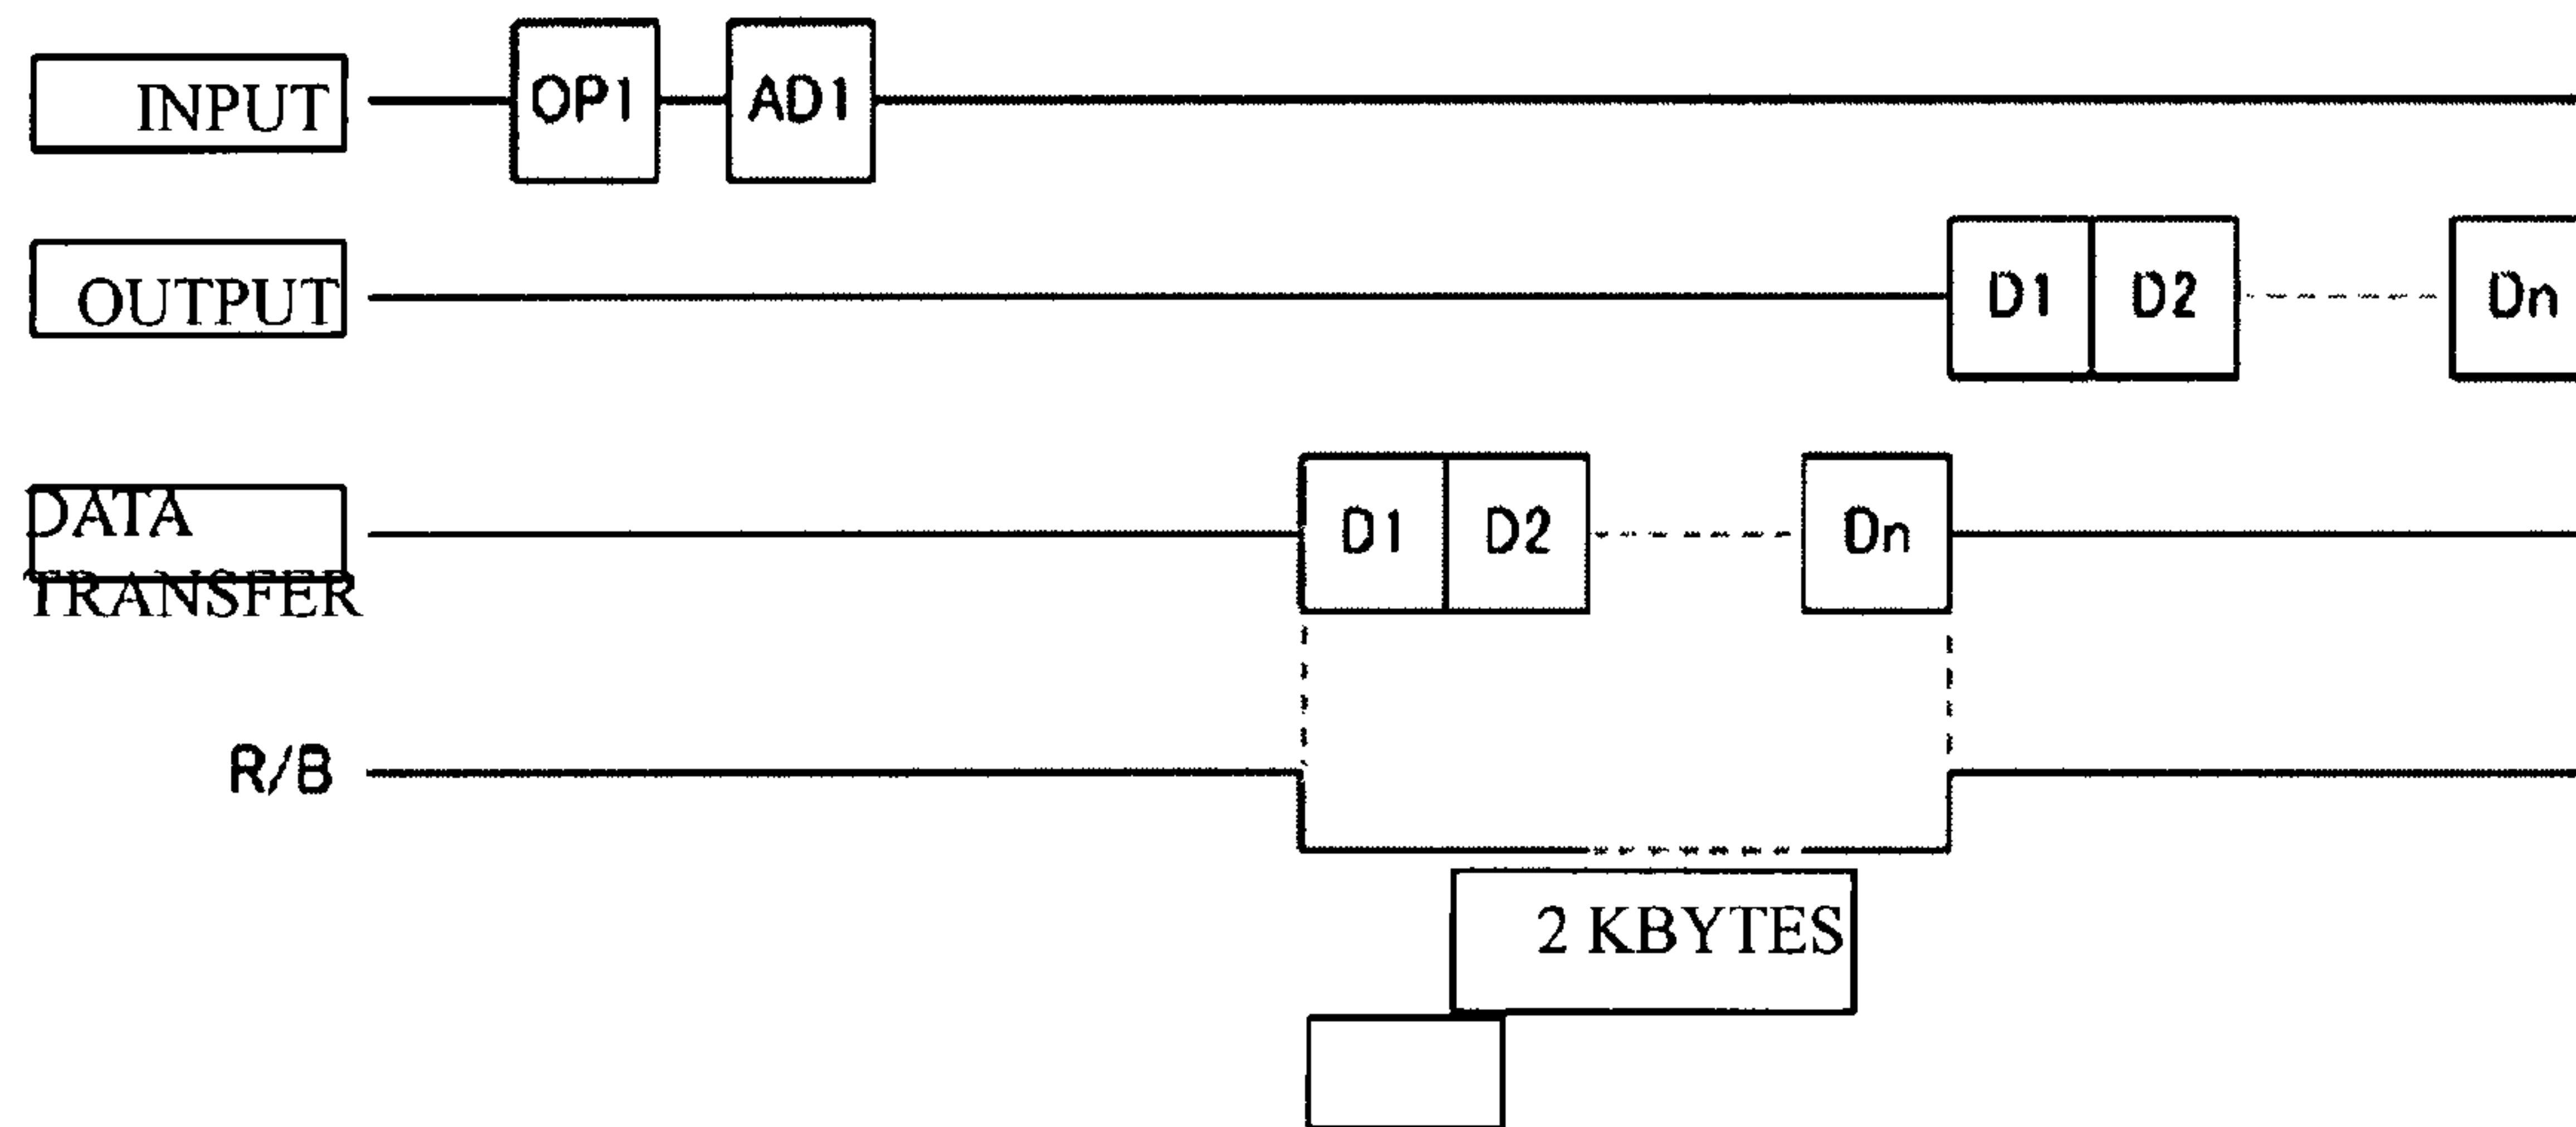 INPUT OP1 AD1
OUTPUT D1 D2 Dn
DATA TRANSFER D1 D2 Dn
R/B
2 KBYTES